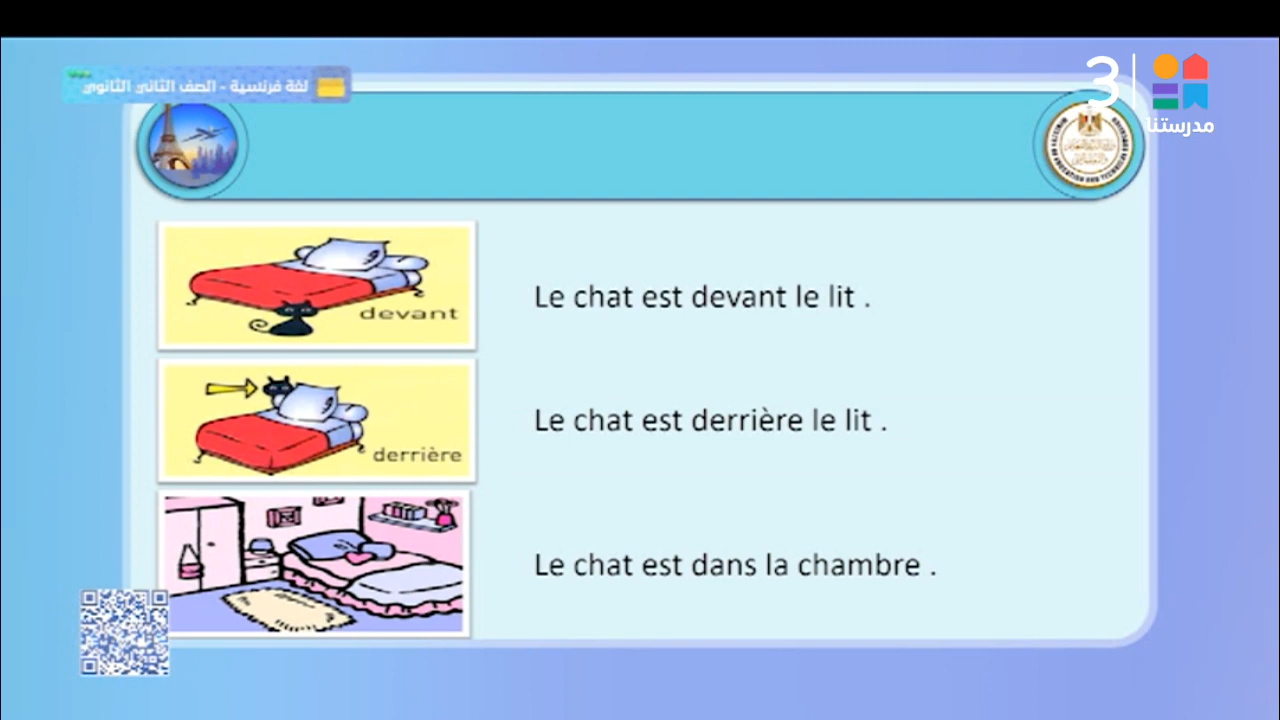 لغة فرنسية - الصف الثاني الثانوي
3
مدرستنا
devant
Le chat est devant le lit .
derrière
Le chat est derrière le lit .
Le chat est dans la chambre .